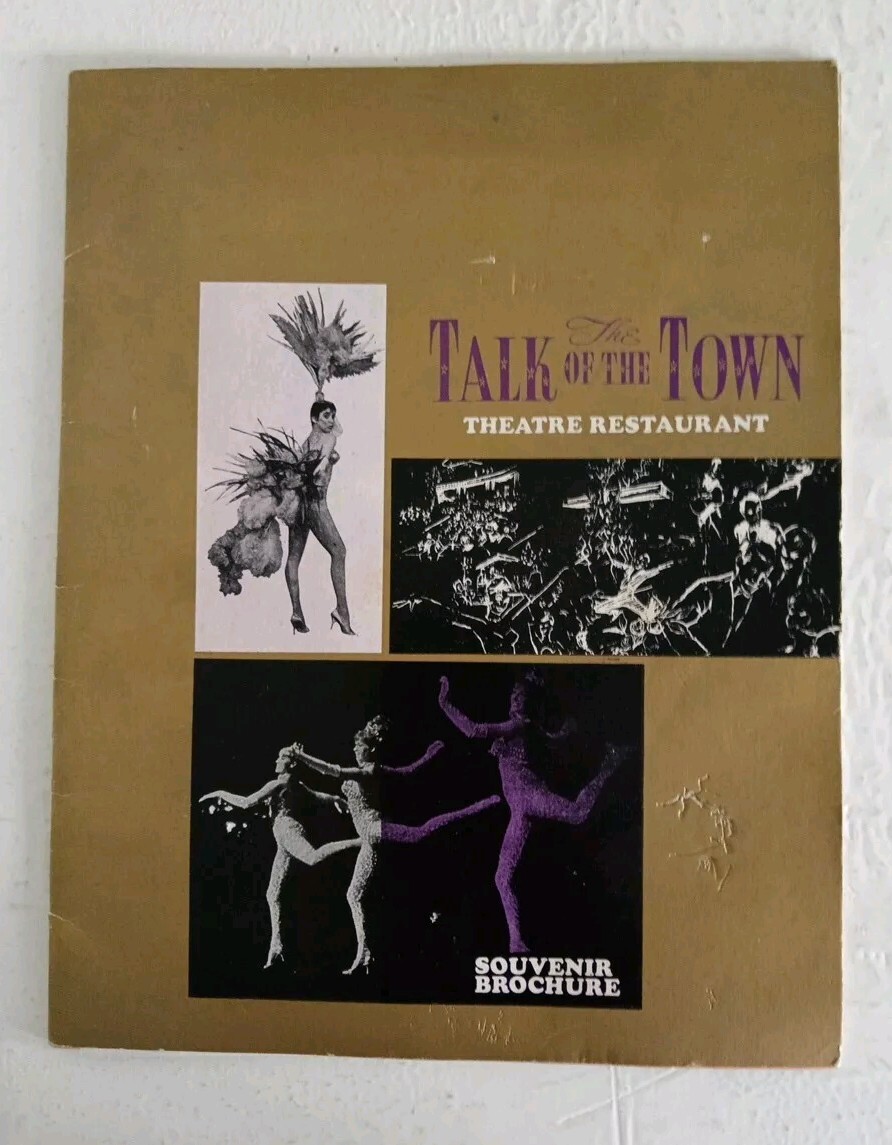 The
TALK OF THE TOWN
THEATRE RESTAURANT
SOUVENIR
BROCHURE